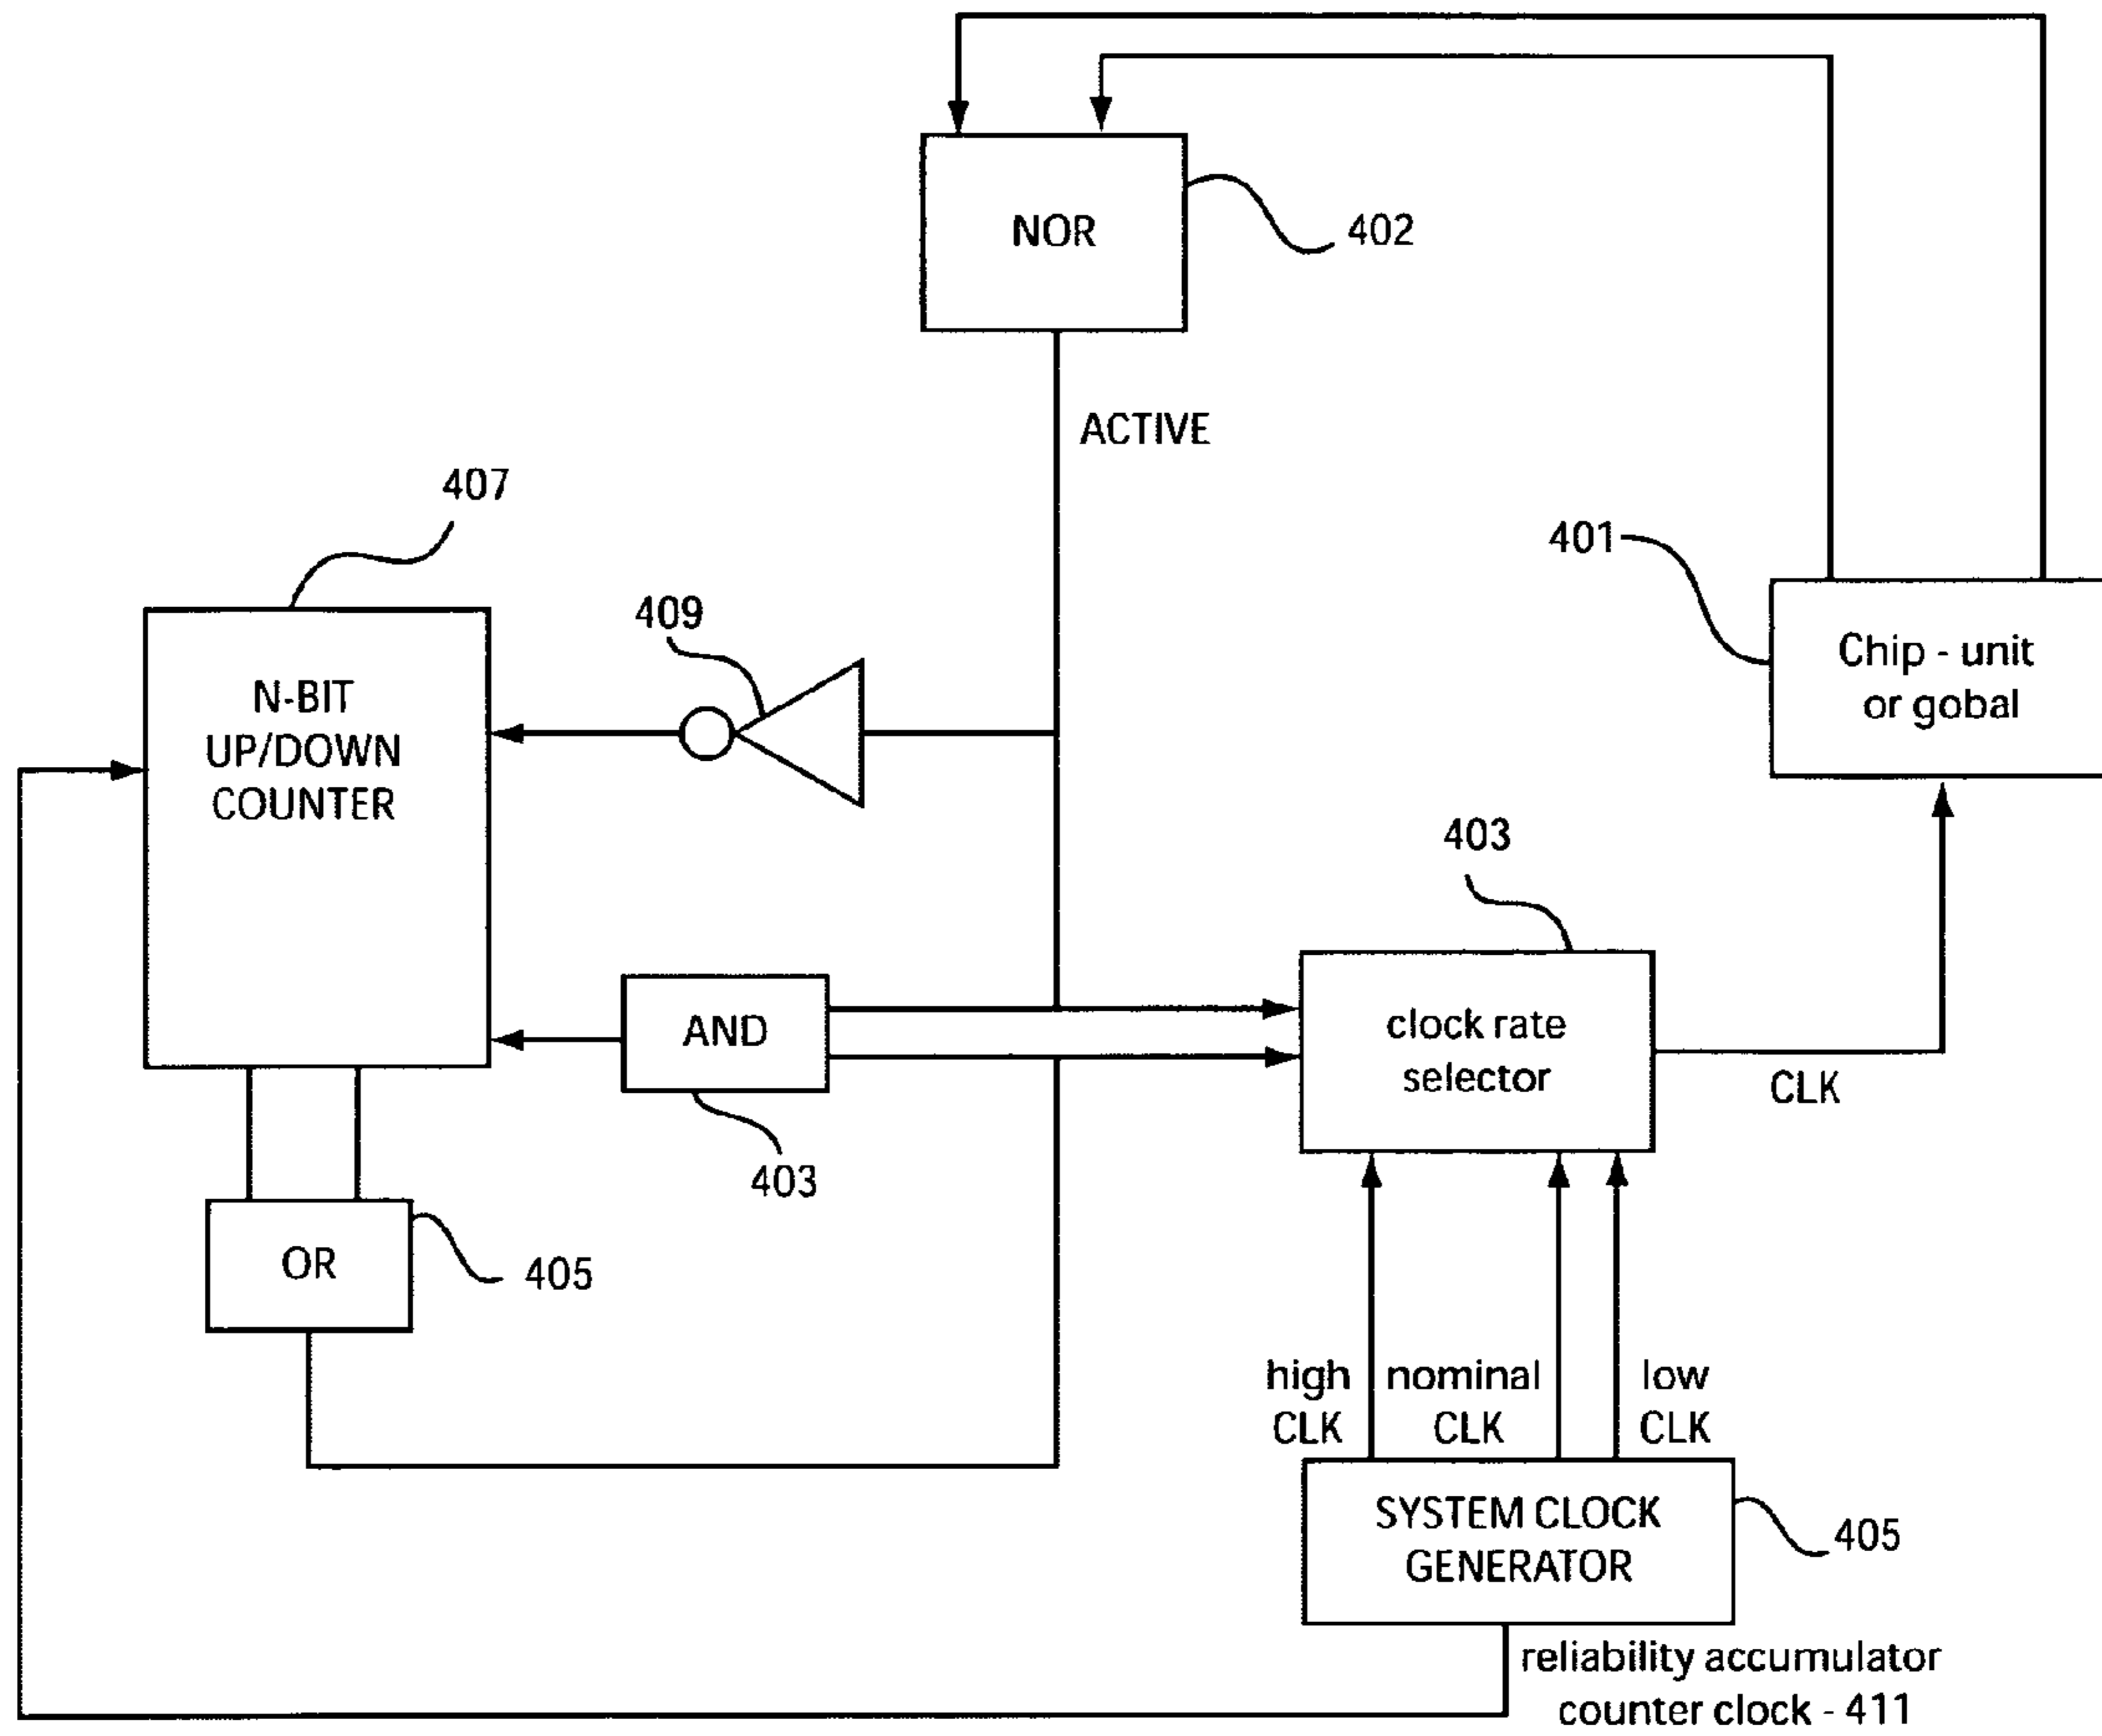 NOR
402
ACTIVE
407
401
409
Chip - unit
or gobal
N-BIT
UP/DOWN
COUNTER
403
AND
clock rate
selector
CLK
403
OR
405
high
CLK
nominal
CLK
low
CLK
SYSTEM CLOCK
GENERATOR
405
reliability accumulator
counter clock - 411